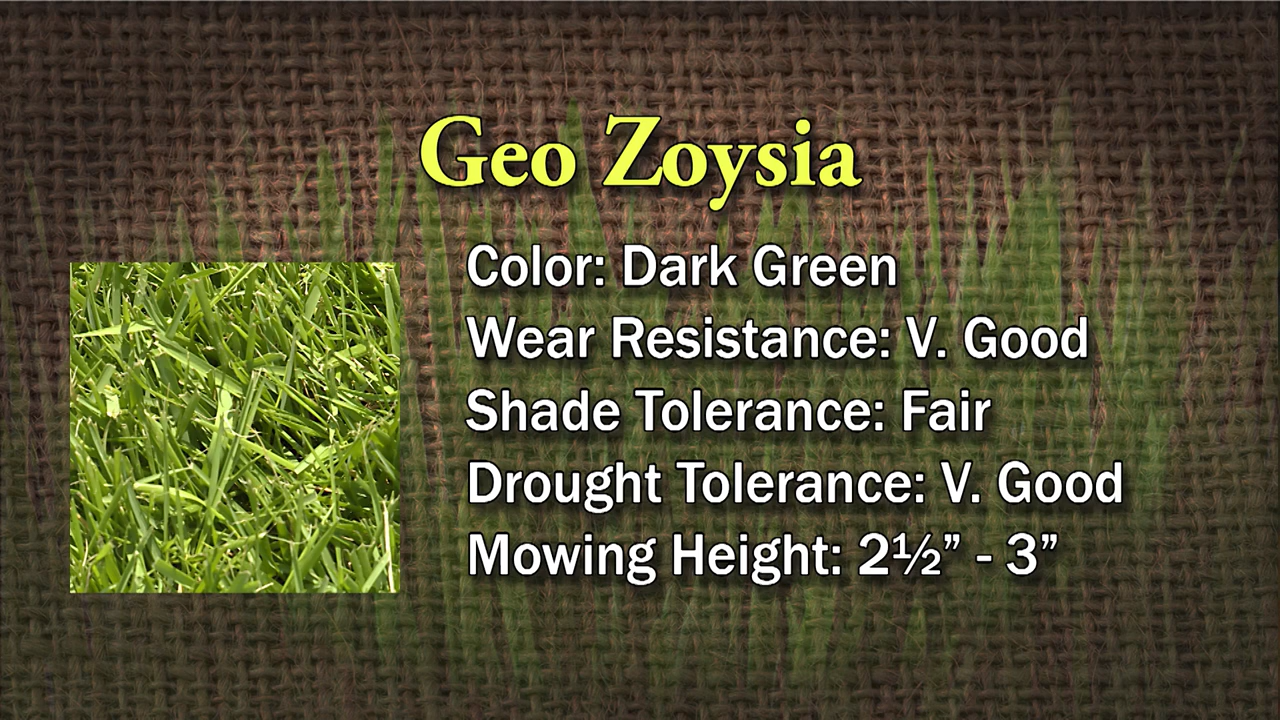 Geo Zoysia
Color: Dark Green
Wear Resistance: V. Good
Shade Tolerance: Fair
Drought Tolerance: V. Good
Mowing Height: 2½” - 3”